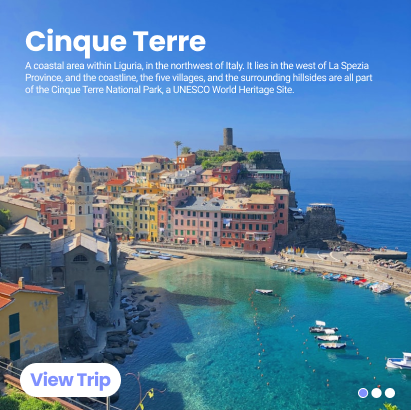 Cinque Terre
A coastal area within Liguria, in the northwest of Italy. It lies in the west of La Spezia
Province, and the coastline, the five villages, and the surrounding hillsides are all part
of the Cinque Terre National Park, a UNESCO World Heritage Site.
View Trip